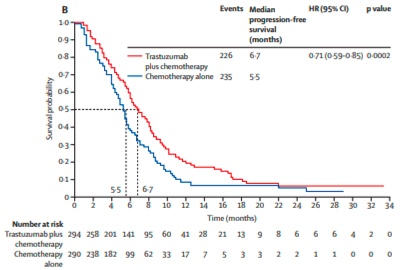 B
Events Median progression-free survival (months) HR (95% CI) p value
Trastuzumab plus chemotherapy 226 6·7 0·71 (0·59–0·85) 0·0002
Chemotherapy alone 235 5·5
Survival probability
1·0
0·9
0·8
0·7
0·6
0·5
0·4
0·3
0·2
0·1
0
5·5 6·7
0 2 4 6 8 10 12 14 16 18 20 22 24 26 28 30 32 34
Time (months)
Number at risk
Trastuzumab plus chemotherapy 294 258 201 141 95 60 41 28 21 13 9 8 6 6 6 4 2 0
Chemotherapy alone 290 238 182 99 62 33 17 7 5 3 3 2 2 1 1 0 0 0